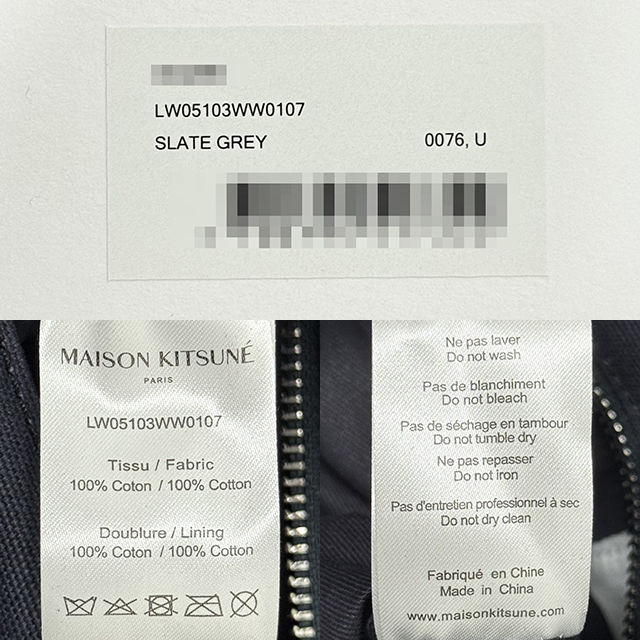 LW05103WW0107
SLATE GREY 0076, U
MAISON KITSUNÉ
PARIS
LW05103WW0107
Tissu / Fabric
100% Coton / 100% Cotton
Doublure / Lining
100% Coton / 100% Cotton
Ne pas laver
Do not wash
Pas de blanchiment
Do not bleach
Pas de séchage en tambour
Do not tumble dry
Ne pas repasser
Do not iron
Pas d'entretien professionnel à sec
Do not dry clean
Fabriqué en Chine
Made in China
www.maisonkitsune.com